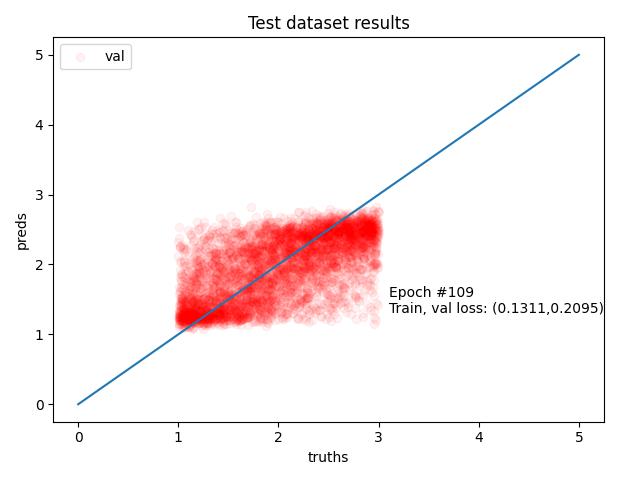 Test dataset results
val
5
4
3
2
1
0
preds
Epoch #109
Train, val loss: (0.1311,0.2095)
0 1 2 3 4 5
truths